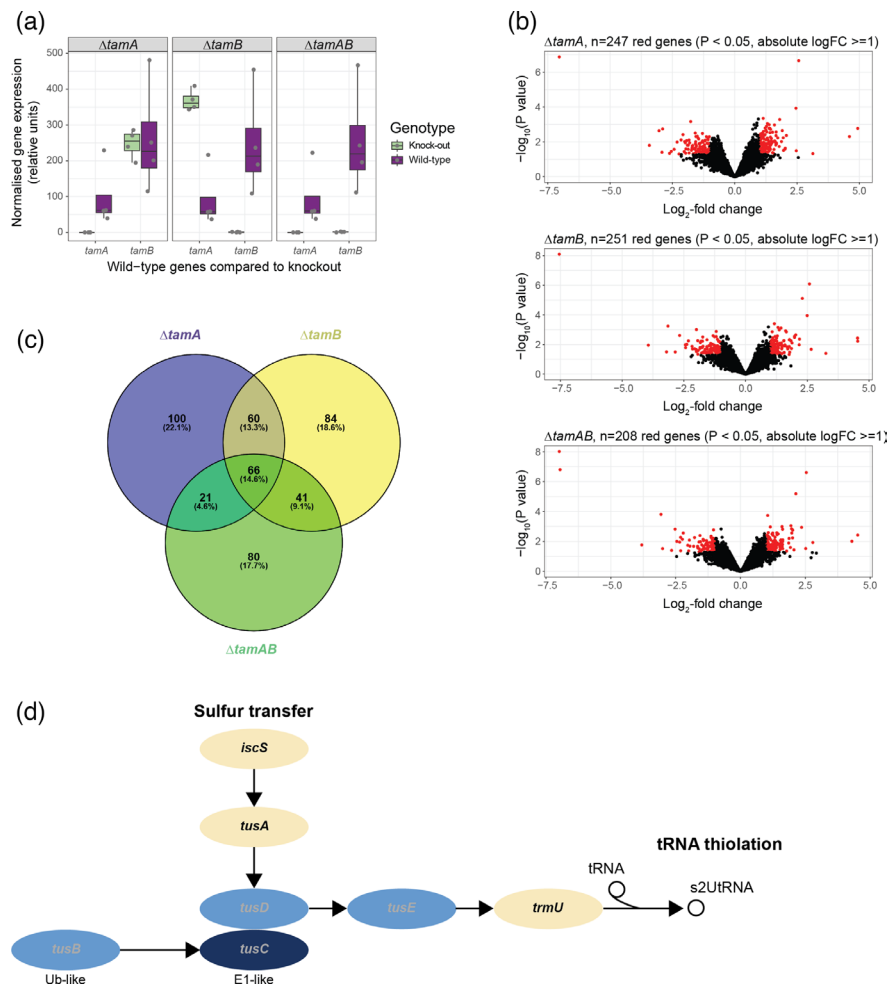 (a)
ΔtamA
ΔtamB
ΔtamAB
500
400
300
200
100
0
Normalised gene expression
(relative units)
tamA
tamB
tamA
tamB
tamA
tamB
Wild−type genes compared to knockout
Genotype
Knock-out
Wild-type
(b)
ΔtamA, n=247 red genes (P < 0.05, absolute logFC >=1)
6
4
2
0
−log10(P value)
−7.5
−5.0
−2.5
0.0
2.5
5.0
Log2-fold change
ΔtamB, n=251 red genes (P < 0.05, absolute logFC >=1)
8
6
4
2
0
−log10(P value)
−7.5
−5.0
−2.5
0.0
2.5
5.0
Log2-fold change
ΔtamAB, n=208 red genes (P < 0.05, absolute logFC >=1)
8
6
4
2
0
−log10(P value)
−7.5
−5.0
−2.5
0.0
2.5
5.0
Log2-fold change
(c)
ΔtamA
ΔtamB
100
(22.1%)
60
(13.3%)
84
(18.6%)
66
(14.6%)
21
(4.6%)
41
(9.1%)
80
(17.7%)
ΔtamAB
(d)
Sulfur transfer
iscS
tusA
tRNA thiolation
tRNA
s2UtRNA
tusD
tusE
trmU
tusB
tusC
Ub-like
E1-like